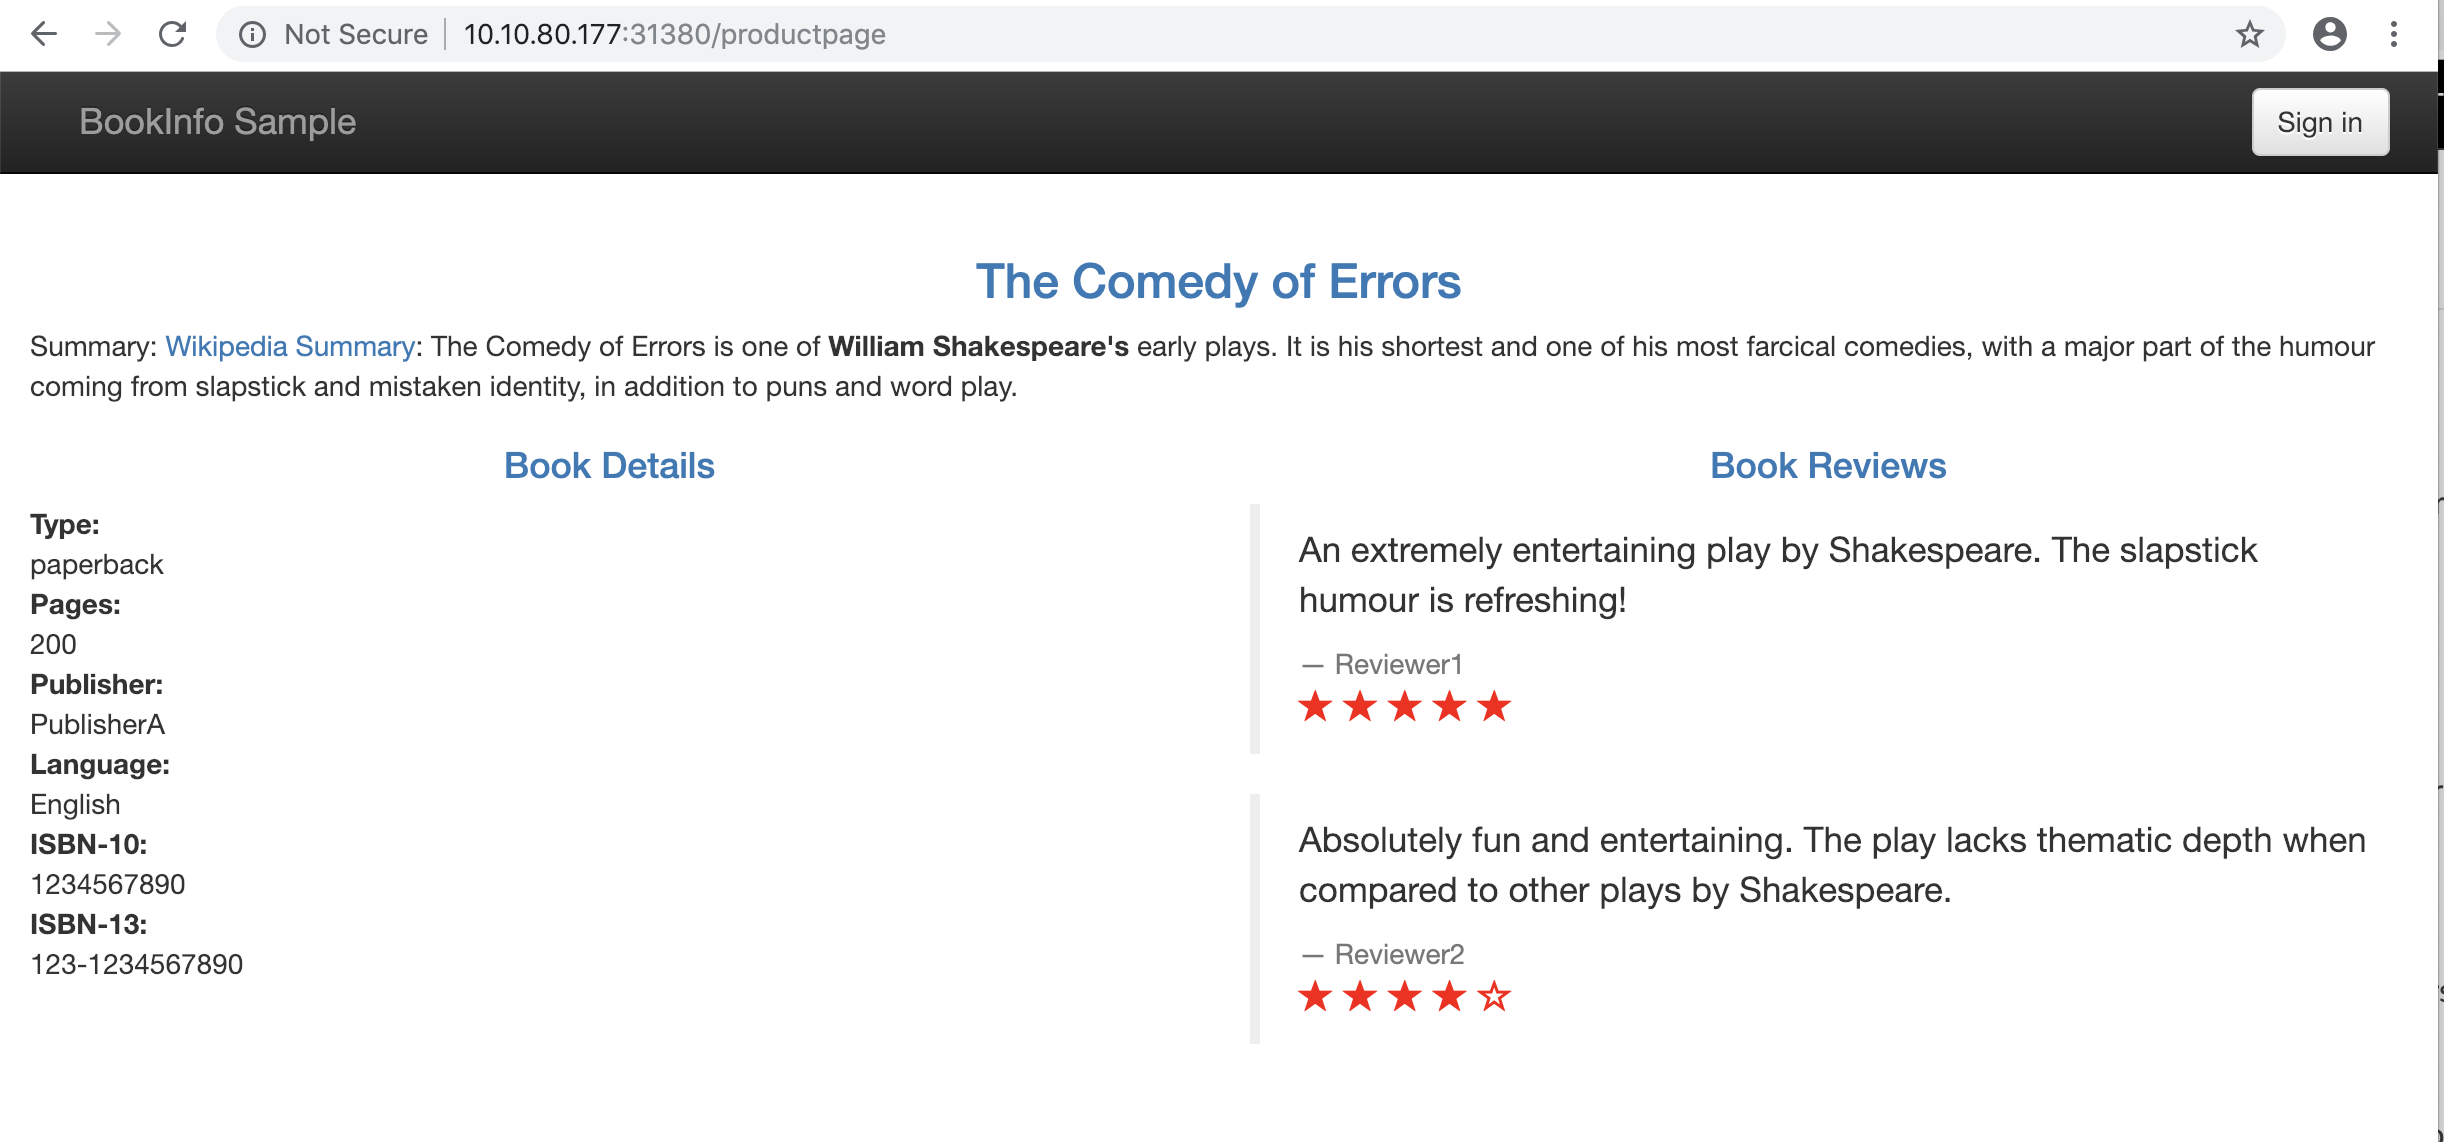 Not Secure | 10.10.80.177:31380/productpage
BookInfo Sample
Sign in
The Comedy of Errors
Summary: Wikipedia Summary: The Comedy of Errors is one of William Shakespeare's early plays. It is his shortest and one of his most farcical comedies, with a major part of the humour
coming from slapstick and mistaken identity, in addition to puns and word play.
Book Details
Type:
paperback
Pages:
200
Publisher:
PublisherA
Language:
English
ISBN-10:
1234567890
ISBN-13:
123-1234567890
Book Reviews
An extremely entertaining play by Shakespeare. The slapstick
humour is refreshing!
— Reviewer1
Absolutely fun and entertaining. The play lacks thematic depth when
compared to other plays by Shakespeare.
— Reviewer2